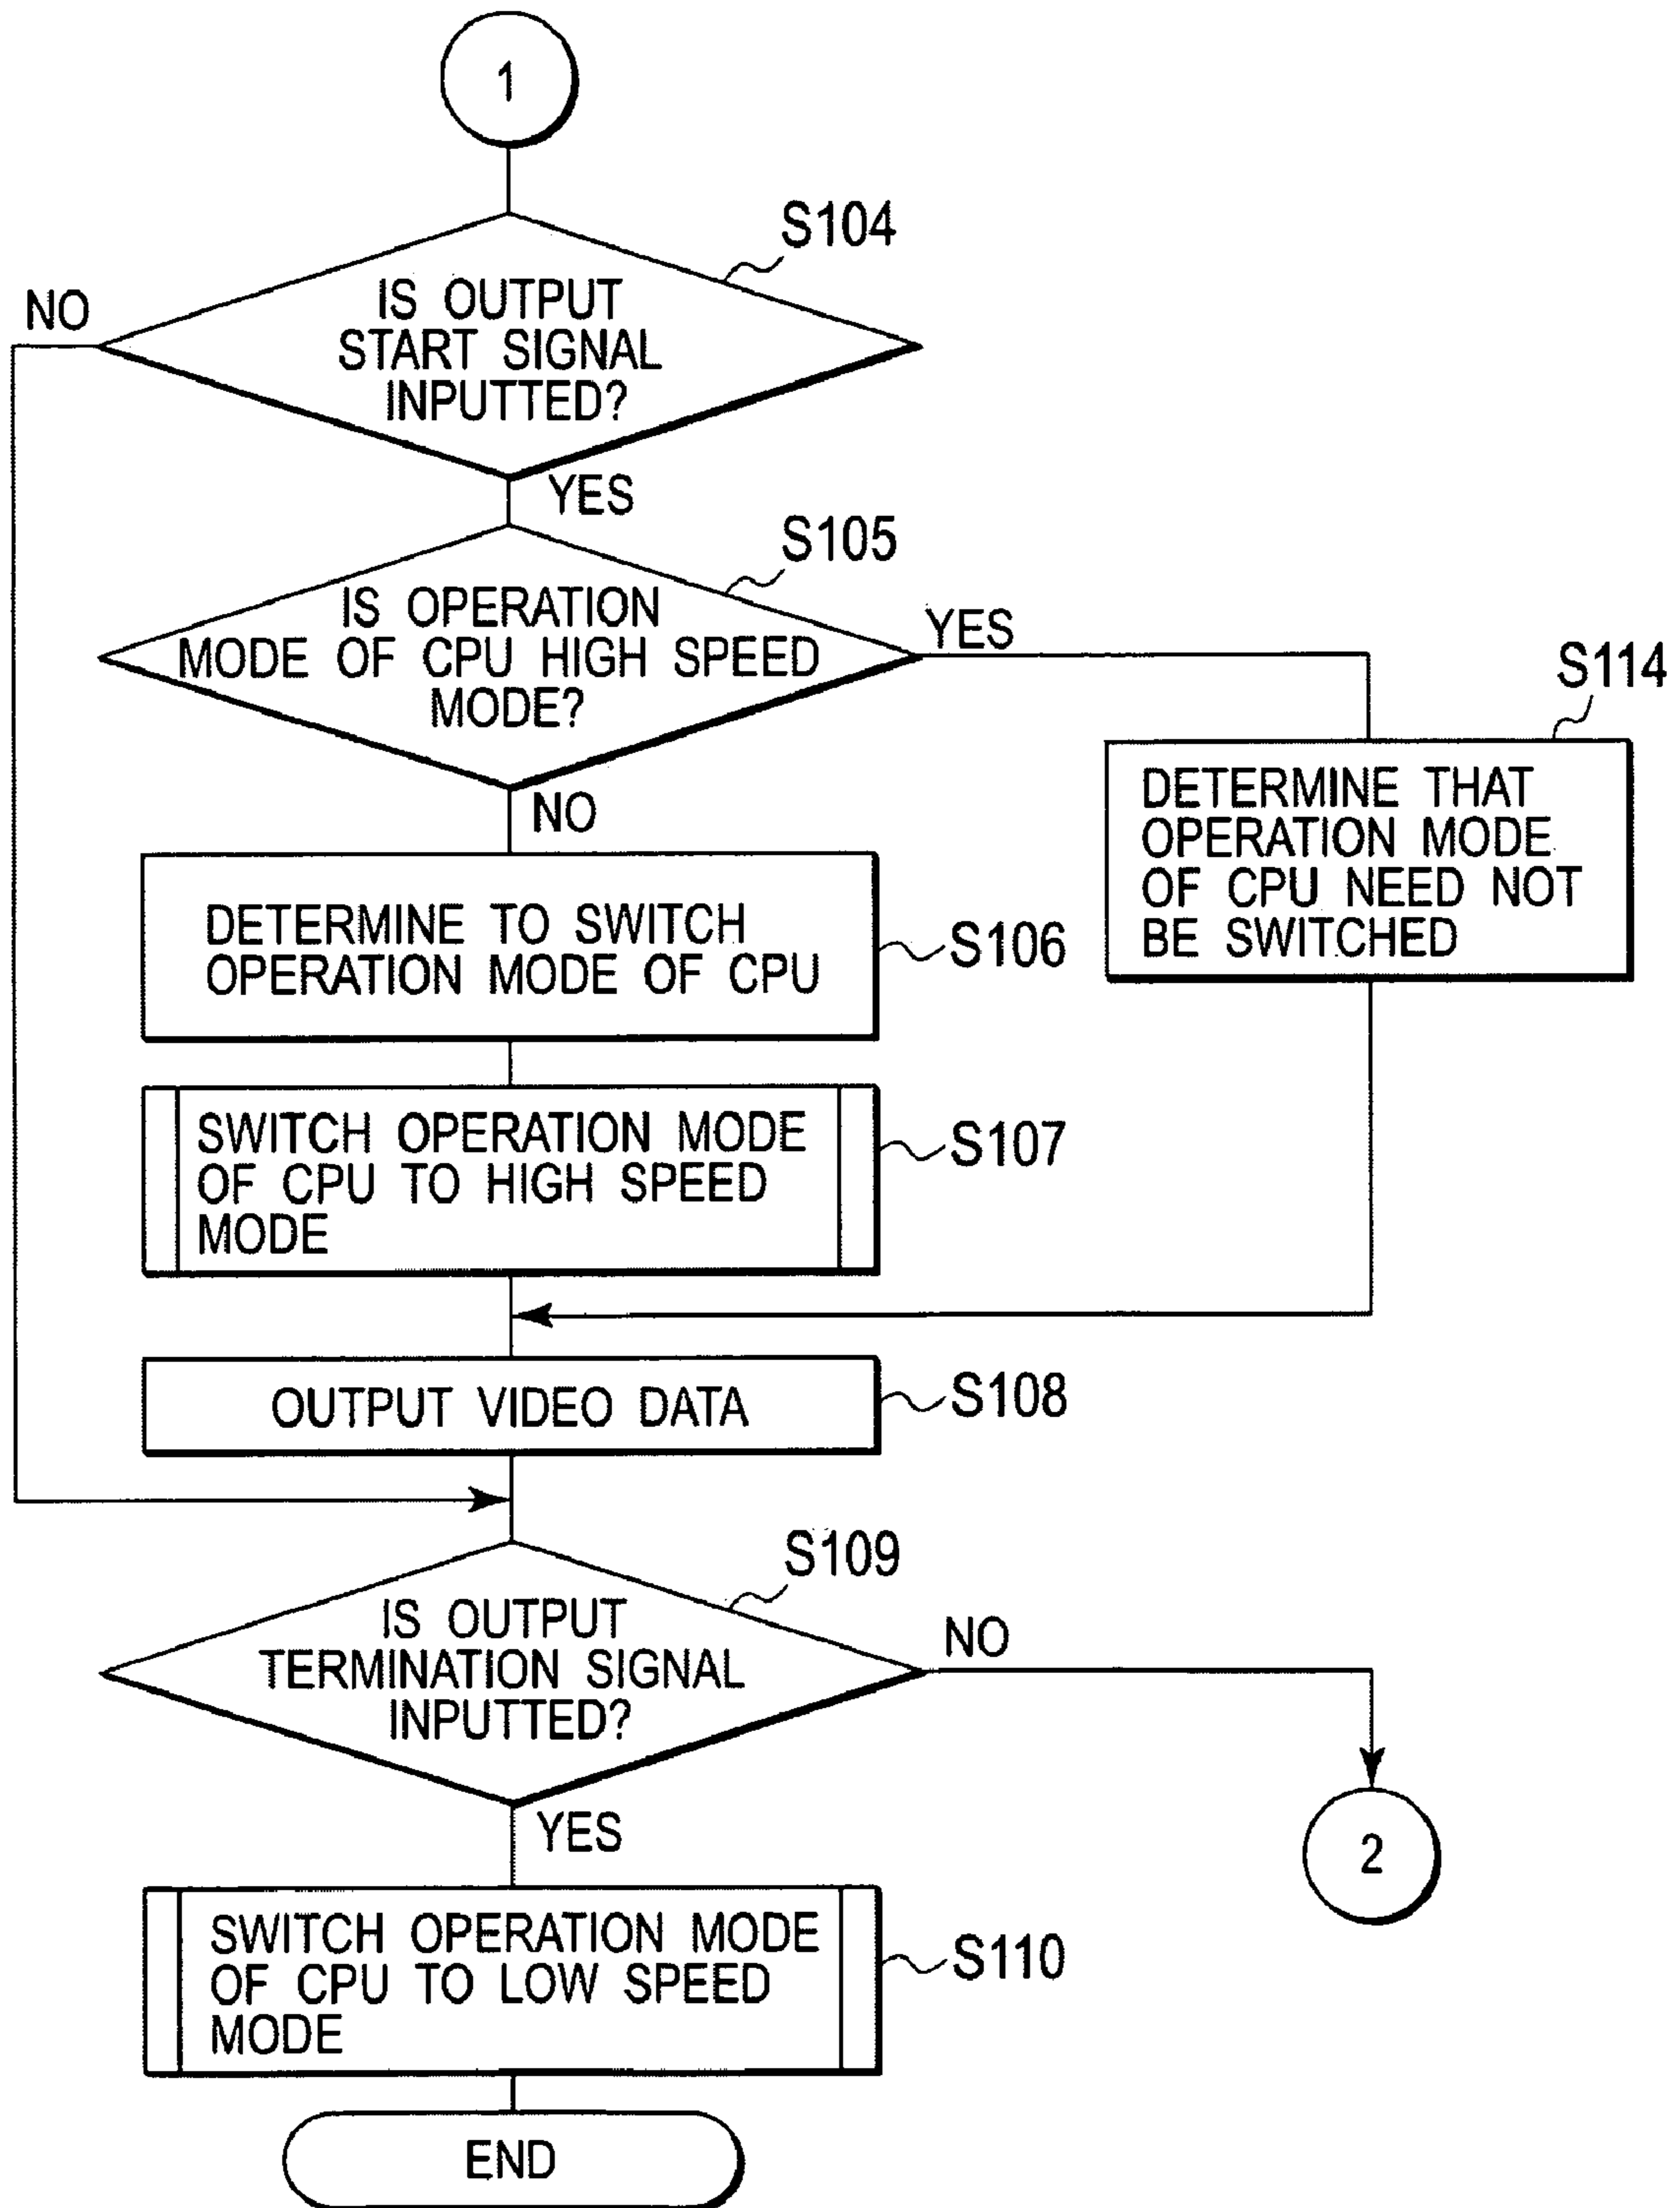 1
S104
IS OUTPUT
START SIGNAL
INPUTTED?
NO
YES
S105
IS OPERATION
MODE OF CPU HIGH SPEED
MODE?
YES
NO
S114
DETERMINE THAT
OPERATION MODE
OF CPU NEED NOT
BE SWITCHED
DETERMINE TO SWITCH
OPERATION MODE OF CPU
S106
SWITCH OPERATION MODE
OF CPU TO HIGH SPEED
MODE
S107
OUTPUT VIDEO DATA
S108
S109
IS OUTPUT
TERMINATION SIGNAL
INPUTTED?
NO
YES
2
SWITCH OPERATION MODE
OF CPU TO LOW SPEED
MODE
S110
END